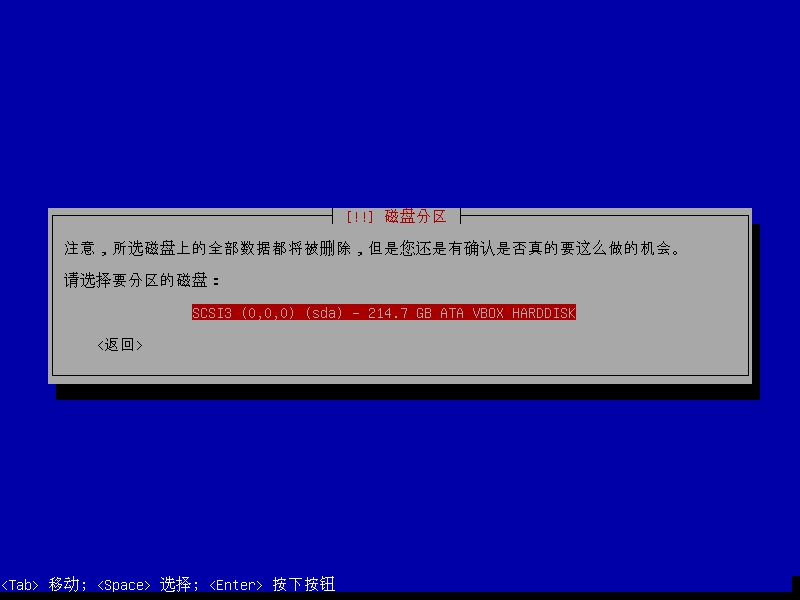 [!!] 磁盘分区
注意，所选磁盘上的全部数据都将被删除，但是您还是有确认是否真的要这么做的机会。
请选择要分区的磁盘：
SCSI3 (0,0,0) (sda) - 214.7 GB ATA VBOX HARDDISK
<返回>
<Tab> 移动; <Space> 选择; <Enter> 按下按钮